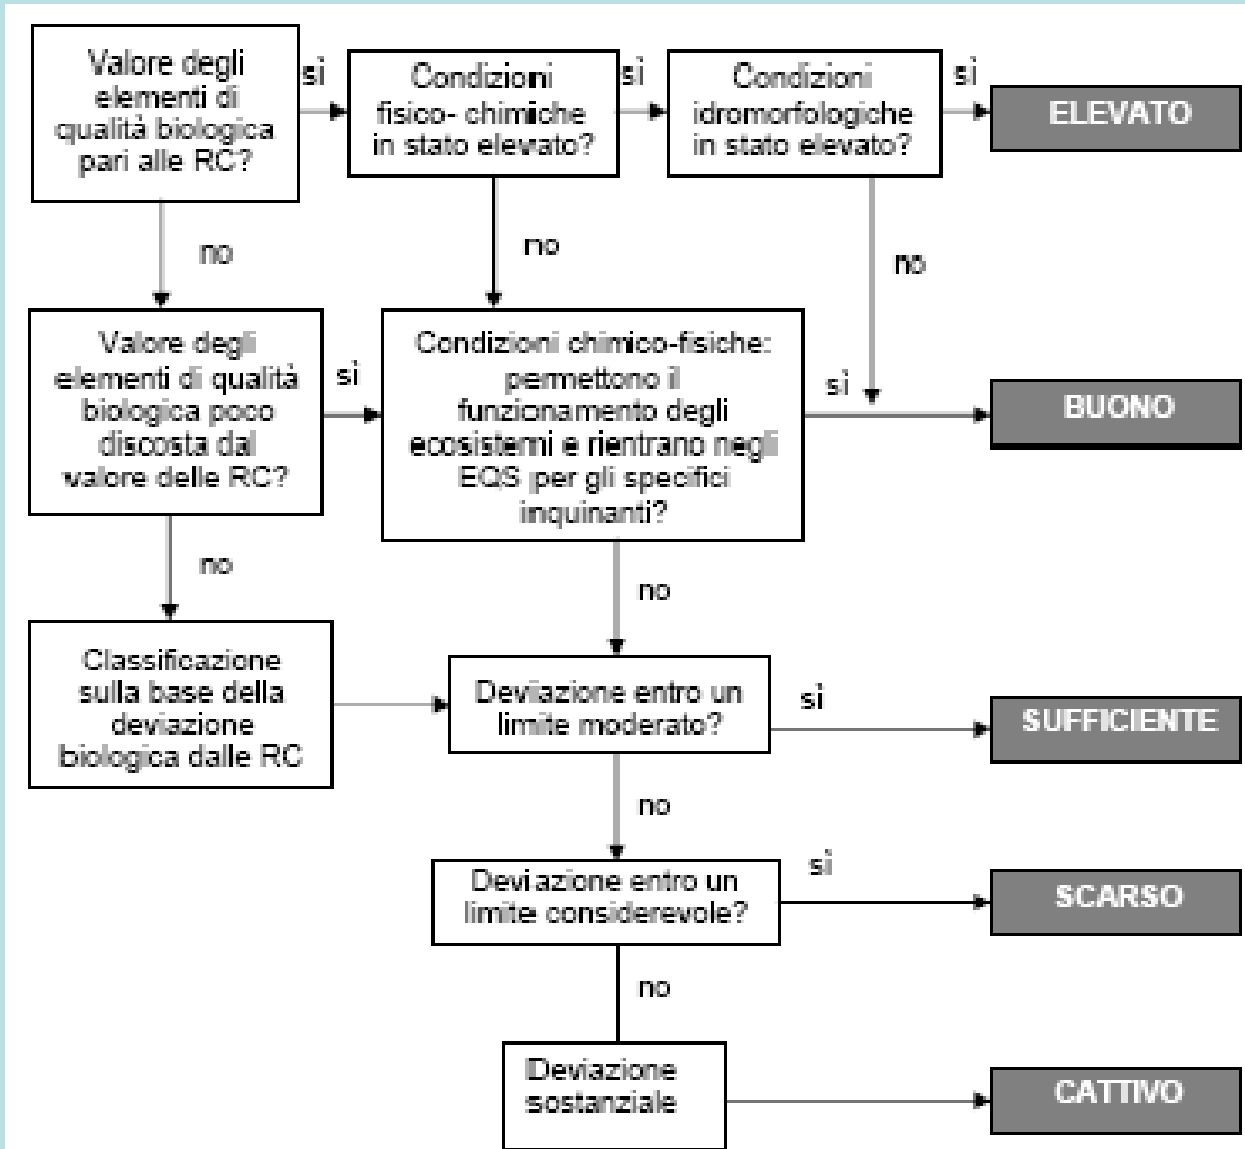 Valore degli
elementi di
qualità biologica
pari alle RC?
sì
Condizioni
fisico- chimiche
in stato elevato?
sì
Condizioni
idromorfologiche
in stato elevato?
sì
ELEVATO
no
no
no
Valore degli
elementi di qualità
biologica poco
discosta dal
valore delle RC?
sì
Condizioni chimico-fisiche:
permettono il
funzionamento degli
ecosistemi e rientrano negli
EQS per gli specifici
inquinanti?
sì
BUONO
no
no
Classificazione
sulla base della
deviazione
biologica dalle RC
Deviazione entro un
limite moderato?
sì
SUFFICIENTE
no
Deviazione entro un
limite considerevole?
sì
SCARSO
no
Deviazione
sostanziale
CATTIVO